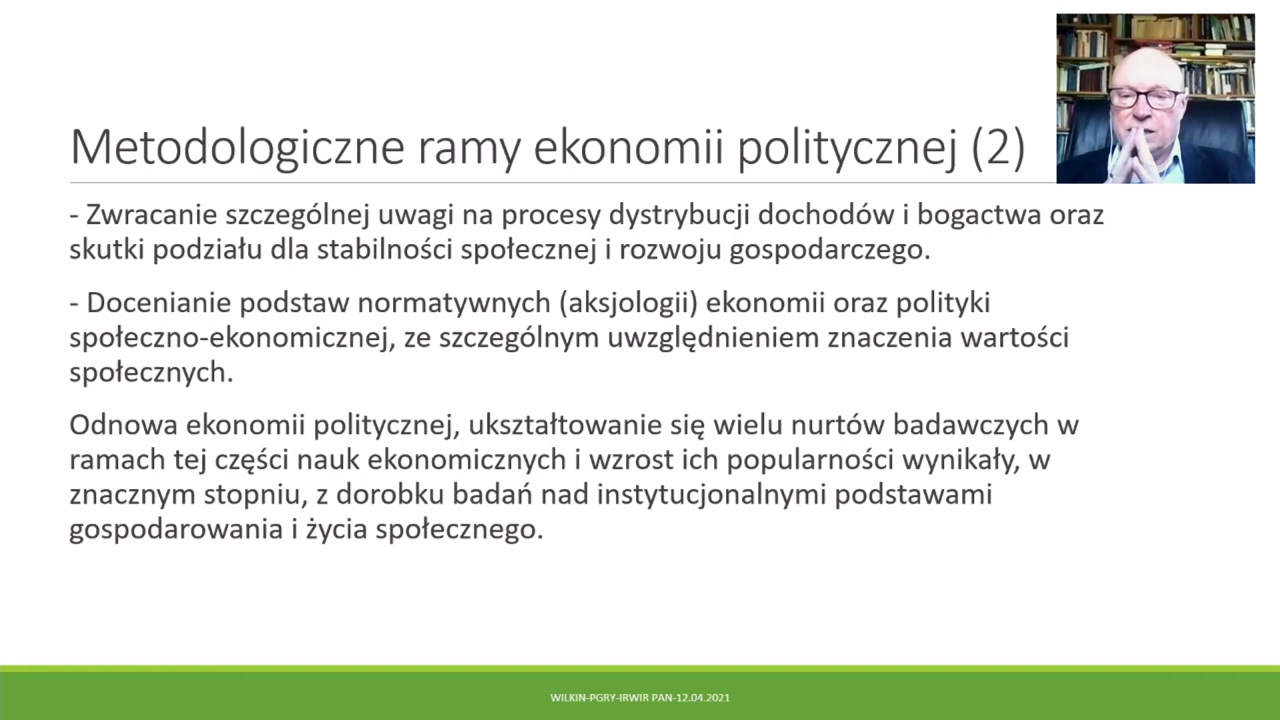 Metodologiczne ramy ekonomii politycznej (2)
- Zwracanie szczególnej uwagi na procesy dystrybucji dochodów i bogactwa oraz
skutki podziału dla stabilności społecznej i rozwoju gospodarczego.
- Docenianie podstaw normatywnych (aksjologii) ekonomii oraz polityki
społeczno-ekonomicznej, ze szczególnym uwzględnieniem znaczenia wartości
społecznych.
Odnowa ekonomii politycznej, ukształtowanie się wielu nurtów badawczych w
ramach tej części nauk ekonomicznych i wzrost ich popularności wynikały, w
znacznym stopniu, z dorobku badań nad instytucjonalnymi podstawami
gospodarowania i życia społecznego.
WILKIN-PGRY-IRWIR PAN-12.04.2021